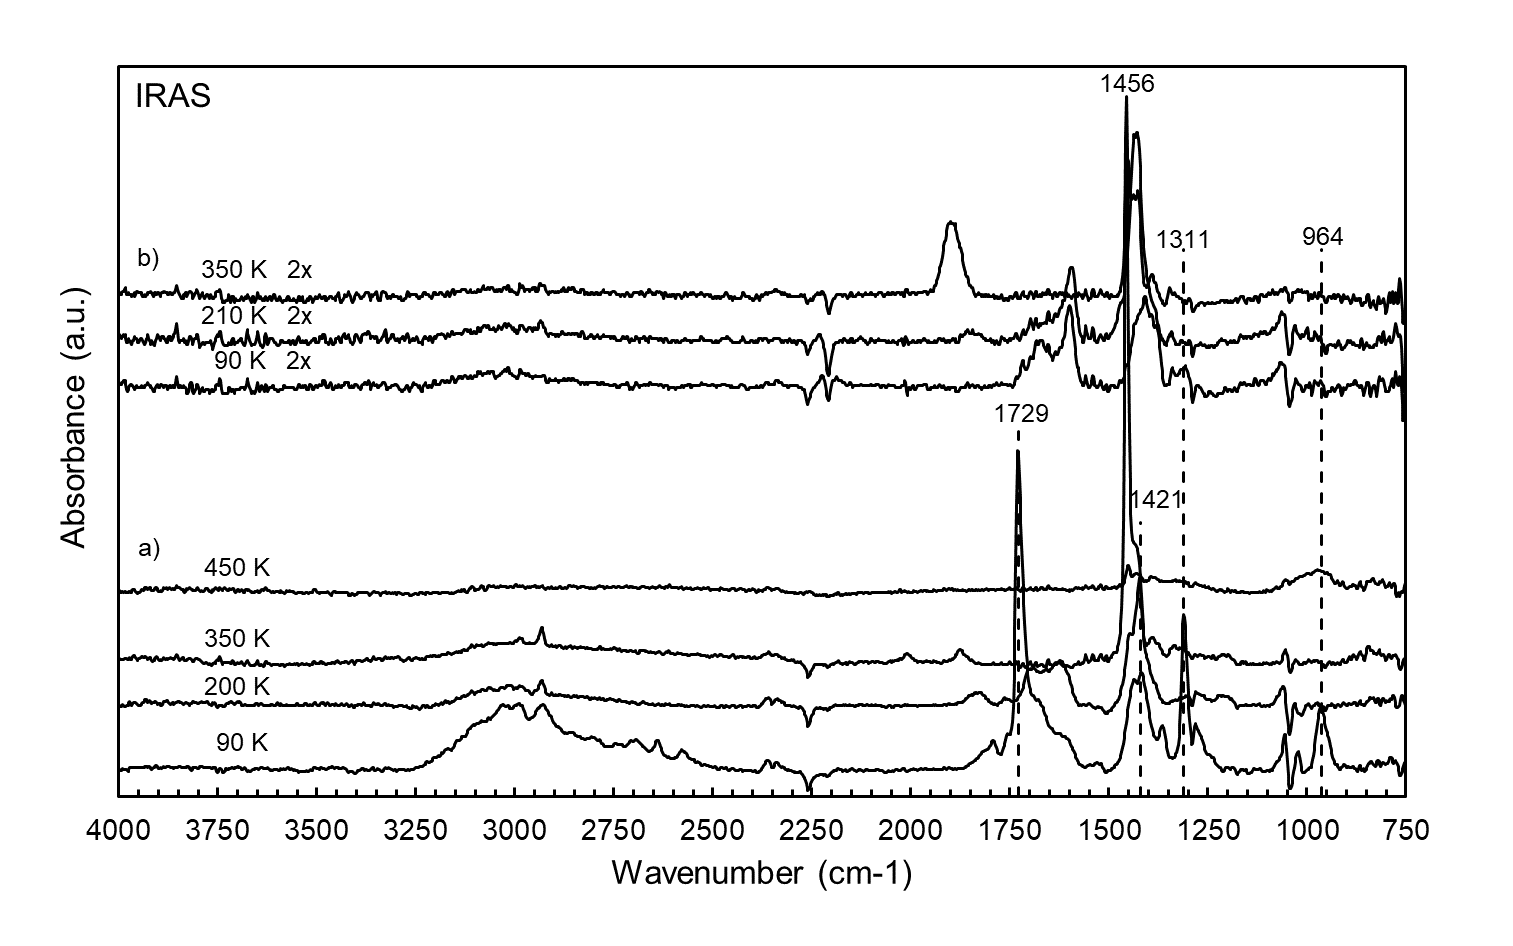 IRAS
1456
b)
1311
964
350 K 2x
210 K 2x
90 K 2x
1729
1421
a)
450 K
350 K
200 K
90 K
Absorbance (a.u.)
4000 3750 3500 3250 3000 2750 2500 2250 2000 1750 1500 1250 1000 750
Wavenumber (cm-1)